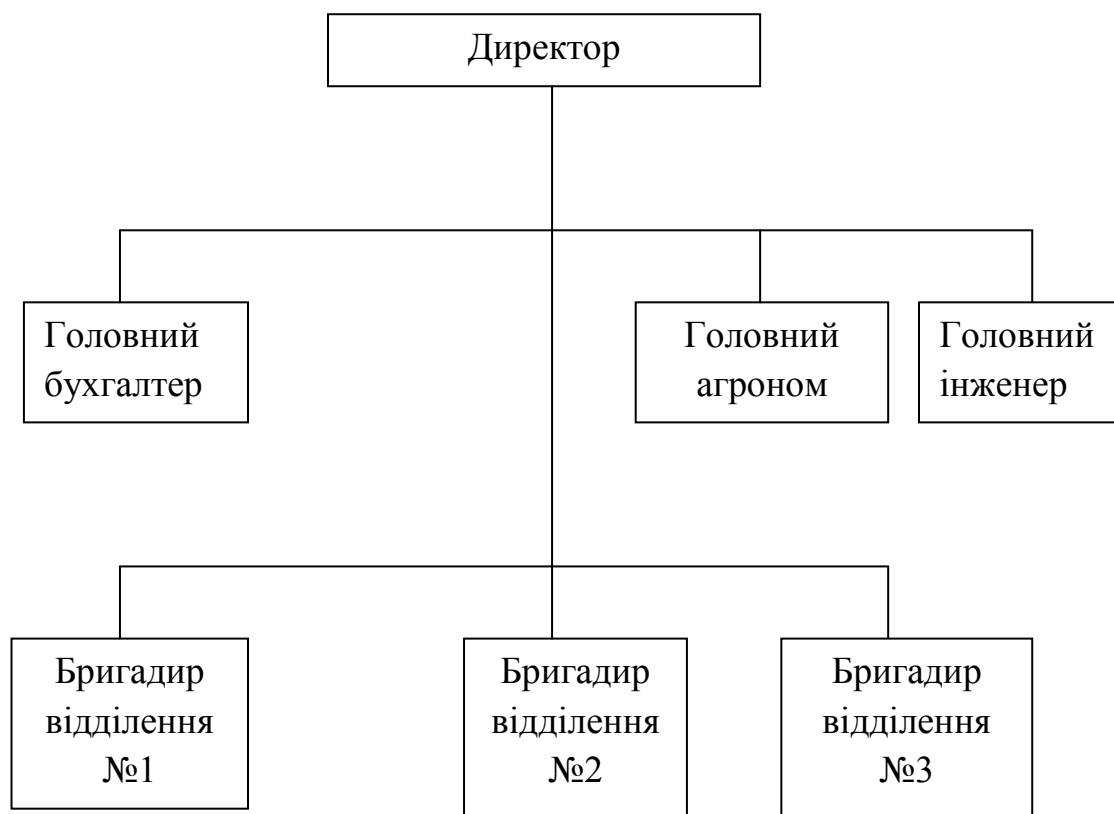 Директор
Головний
бухгалтер
Головний
агроном
Головний
інженер
Бригадир
відділення
№1
Бригадир
відділення
№2
Бригадир
відділення
№3